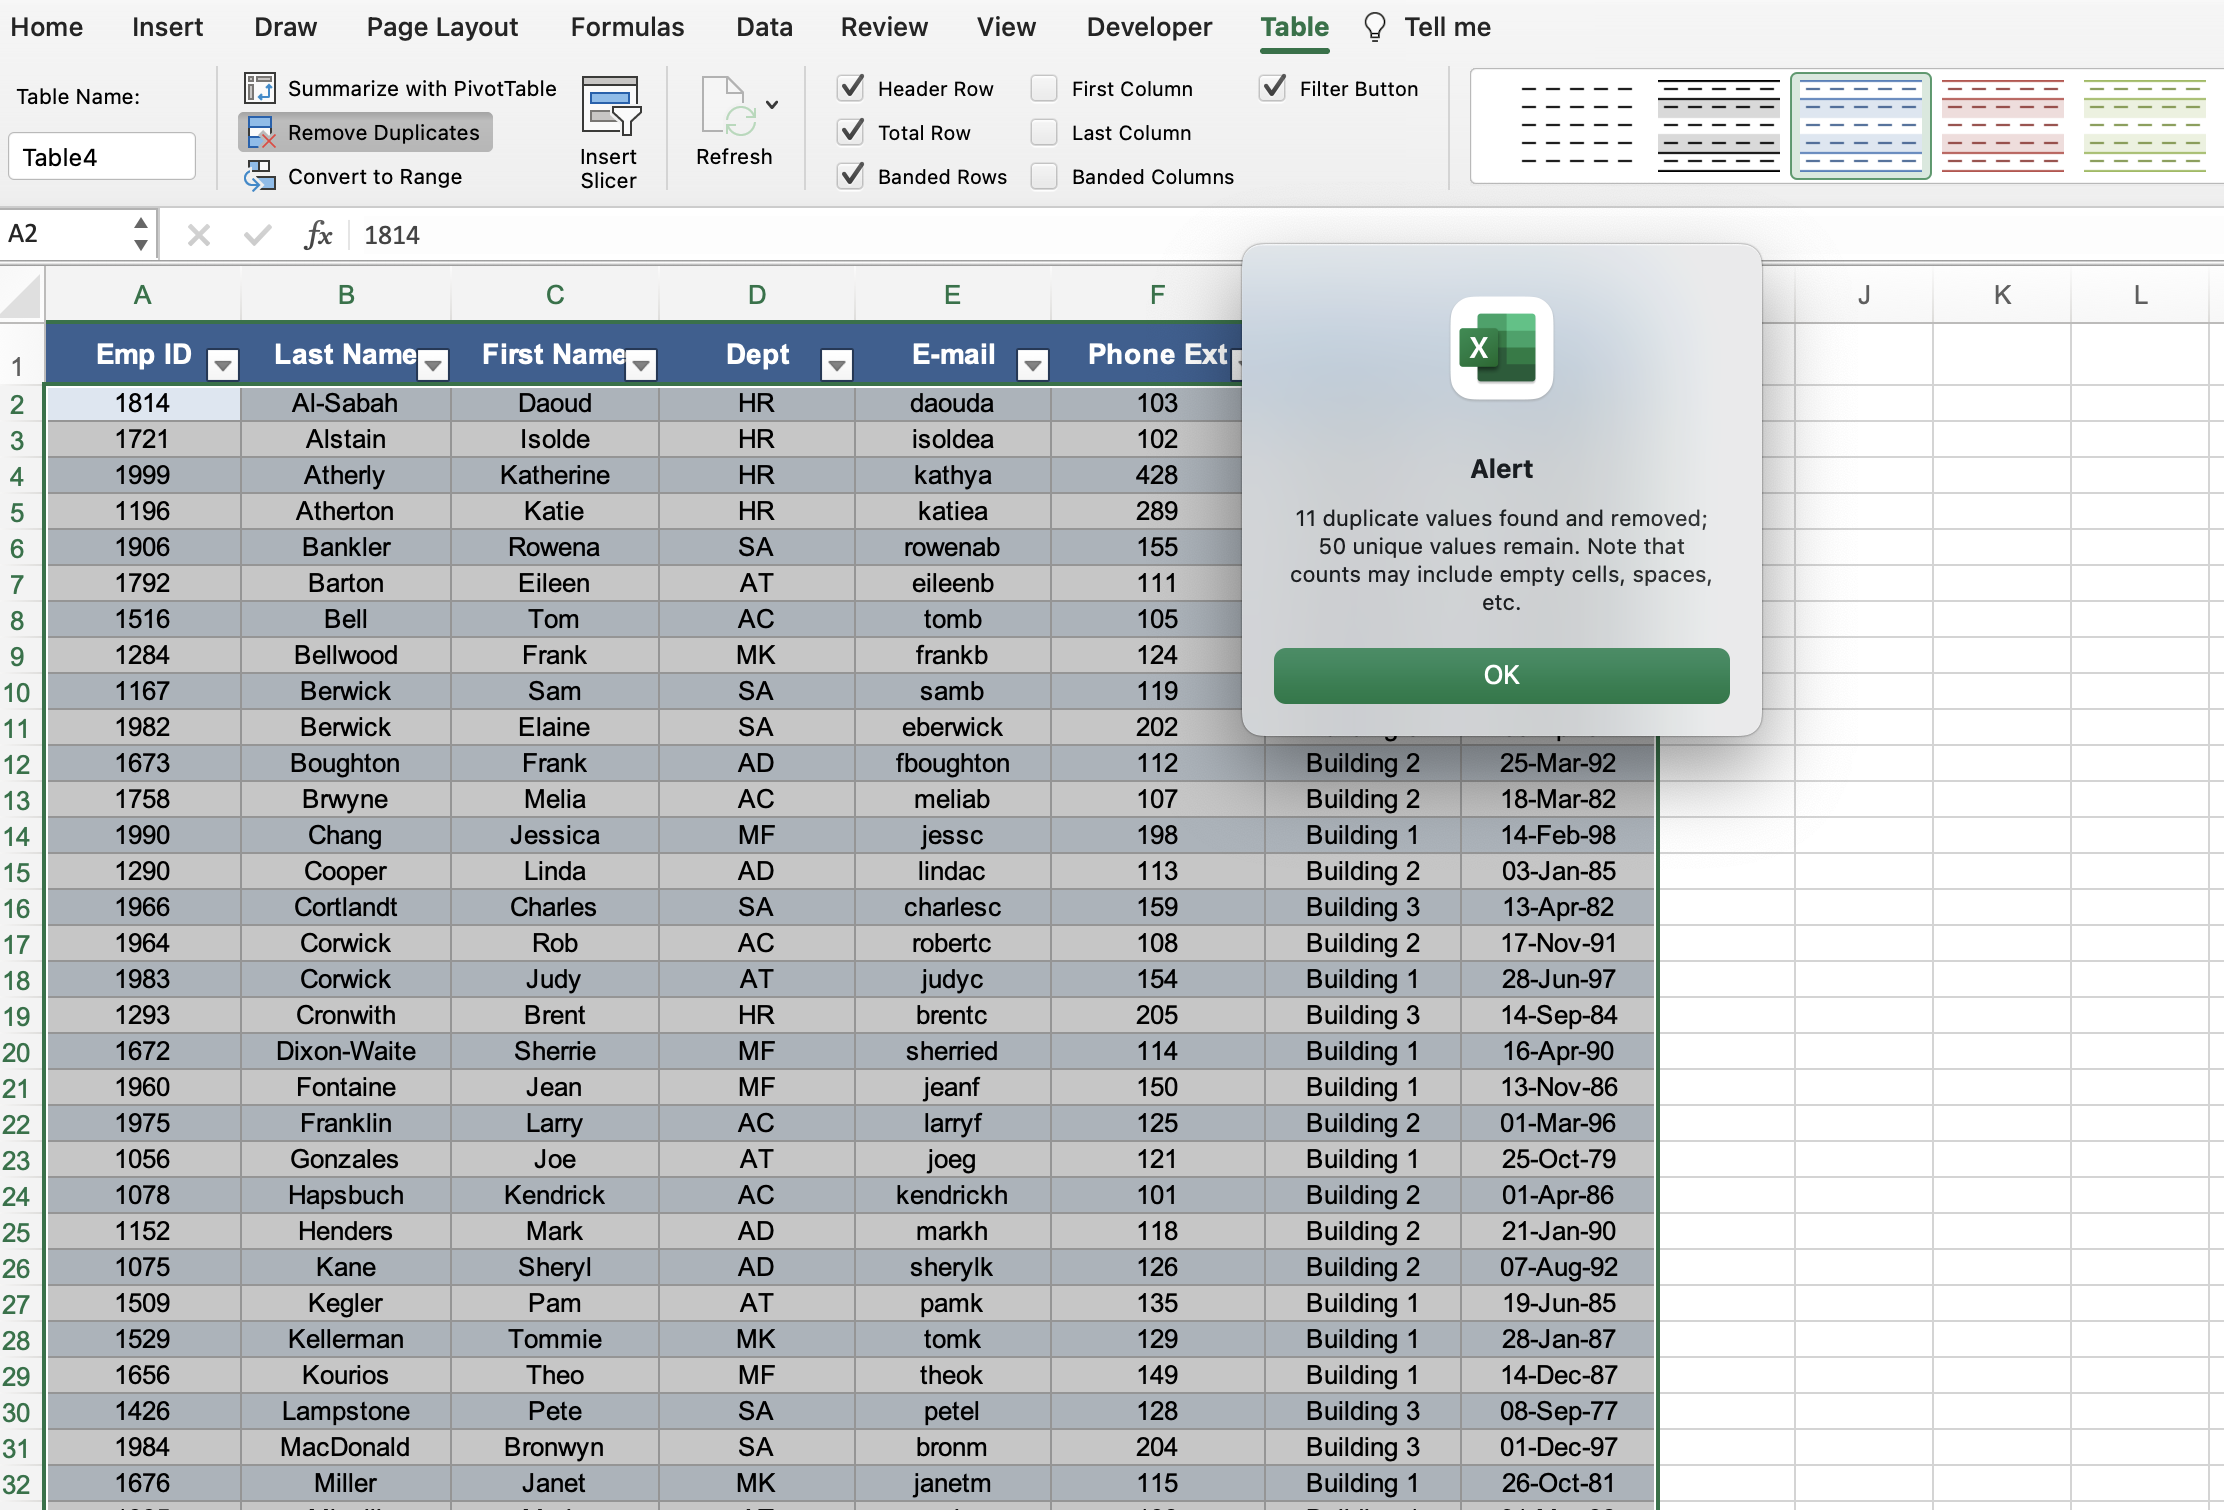 Home Insert Draw Page Layout Formulas Data Review View Developer Table Tell me
Table Name:
Table4
Summarize with PivotTable
Remove Duplicates
Convert to Range
Insert
Slicer
Refresh
Header Row
Total Row
Banded Rows
First Column
Last Column
Banded Columns
Filter Button
A2 fx 1814
A B C D E F J K L
1 Emp ID Last Name First Name Dept E-mail Phone Ext
Alert
11 duplicate values found and removed;
50 unique values remain. Note that
counts may include empty cells, spaces,
etc.
OK
2 1814 Al-Sabah Daoud HR daouda 103
3 1721 Alstain Isolde HR isoldea 102
4 1999 Atherly Katherine HR kathya 428
5 1196 Atherton Katie HR katiea 289
6 1906 Bankler Rowena SA rowenab 155
7 1792 Barton Eileen AT eileenb 111
8 1516 Bell Tom AC tomb 105
9 1284 Bellwood Frank MK frankb 124
10 1167 Berwick Sam SA samb 119
11 1982 Berwick Elaine SA eberwick 202
12 1673 Boughton Frank AD fboughton 112 Building 2 25-Mar-92
13 1758 Brwyne Melia AC meliab 107 Building 2 18-Mar-82
14 1990 Chang Jessica MF jessc 198 Building 1 14-Feb-98
15 1290 Cooper Linda AD lindac 113 Building 2 03-Jan-85
16 1966 Cortlandt Charles SA charlesc 159 Building 3 13-Apr-82
17 1964 Corwick Rob AC robertc 108 Building 2 17-Nov-91
18 1983 Corwick Judy AT judyc 154 Building 1 28-Jun-97
19 1293 Cronwith Brent HR brentc 205 Building 3 14-Sep-84
20 1672 Dixon-Waite Sherrie MF sherried 114 Building 1 16-Apr-90
21 1960 Fontaine Jean MF jeanf 150 Building 1 13-Nov-86
22 1975 Franklin Larry AC larryf 125 Building 2 01-Mar-96
23 1056 Gonzales Joe AT joeg 121 Building 1 25-Oct-79
24 1078 Hapsbuch Kendrick AC kendrickh 101 Building 2 01-Apr-86
25 1152 Henders Mark AD markh 118 Building 2 21-Jan-90
26 1075 Kane Sheryl AD sherylk 126 Building 2 07-Aug-92
27 1509 Kegler Pam AT pamk 135 Building 1 19-Jun-85
28 1529 Kellerman Tommie MK tomk 129 Building 1 28-Jan-87
29 1656 Kourios Theo MF theok 149 Building 1 14-Dec-87
30 1426 Lampstone Pete SA petel 128 Building 3 08-Sep-77
31 1984 MacDonald Bronwyn SA bronm 204 Building 3 01-Dec-97
32 1676 Miller Janet MK janetm 115 Building 1 26-Oct-81